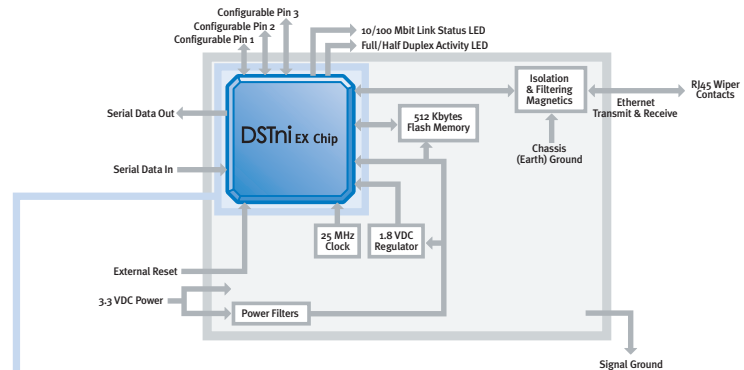 Configurable Pin 3
Configurable Pin 2
Configurable Pin 1
10/100 Mbit Link Status LED
Full/Half Duplex Activity LED
Isolation
& Filtering
Magnetics
RJ45 Wiper
Contacts
Ethernet
Transmit & Receive
Serial Data Out
512 Kbytes
Flash Memory
DSTni EX Chip
Chassis
(Earth) Ground
Serial Data In
25 MHz
Clock
1.8 VDC
Regulator
External Reset
3.3 VDC Power
Power Filters
Signal Ground